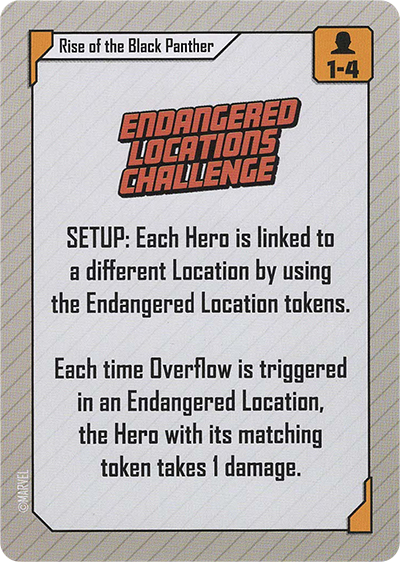 Rise of the Black Panther
1-4
ENDANGERED
LOCATIONS
CHALLENGE
SETUP: Each Hero is linked to
a different Location by using
the Endangered Location tokens.
Each time Overflow is triggered
in an Endangered Location,
the Hero with its matching
token takes 1 damage.
©MARVEL